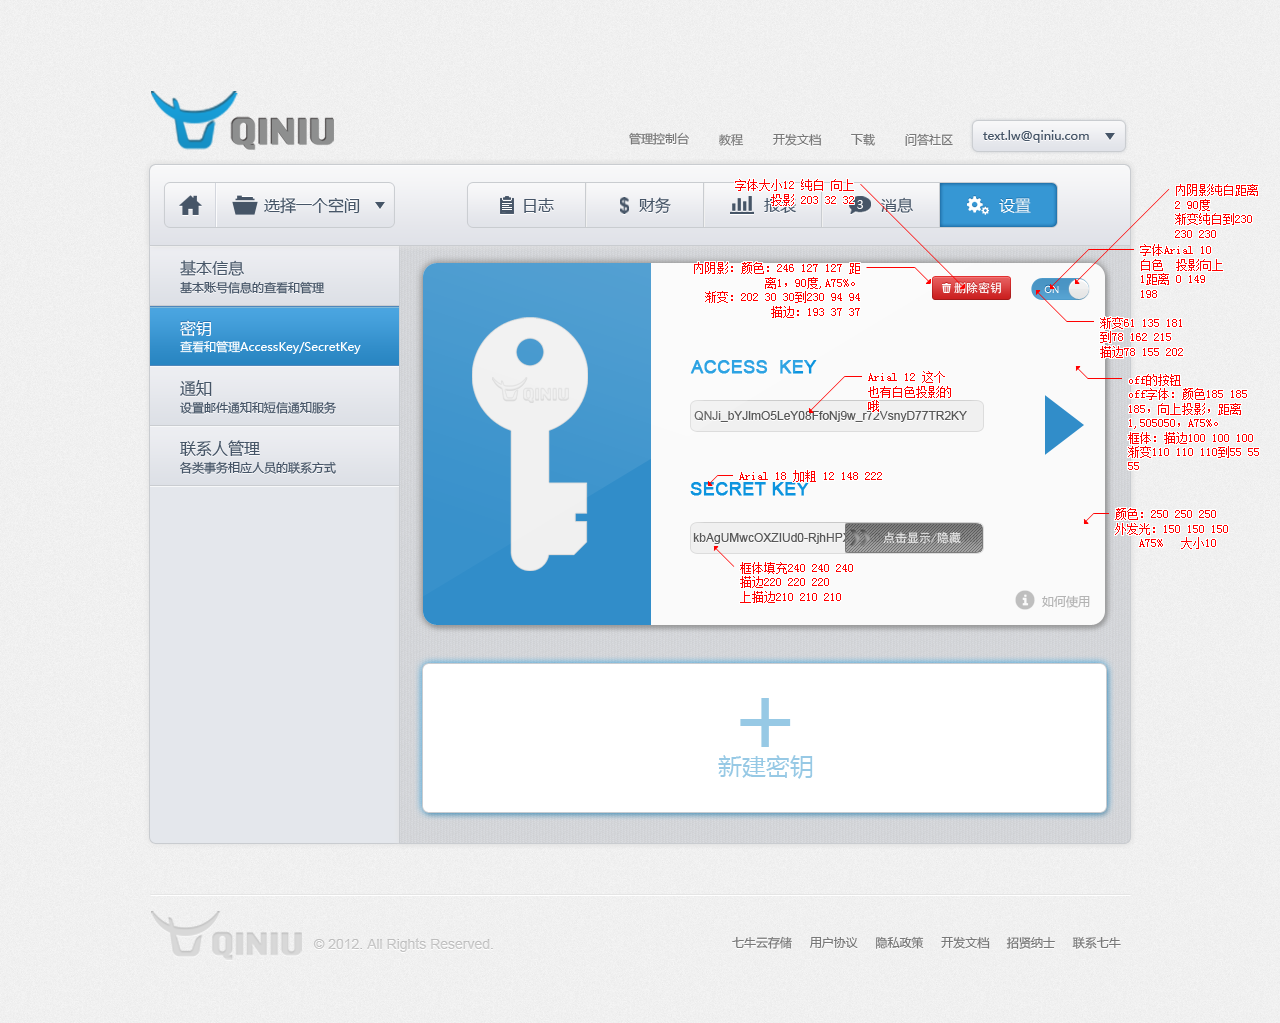 QINIU
管理控制台 教程 开发文档 下载 问答社区 text.lw@qiniu.com
选择一个空间 日志 $ 财务 报表 3 消息 设置
字体大小12 纯白 向上
投影 203 32 32
内阴影纯白距离
2 90度
渐变纯白到230
230 230
字体Arial 10
白色 投影向上
1距离 0 149
198
基本信息
基本账号信息的查看和管理
密钥
查看和管理AccessKey/SecretKey
通知
设置邮件通知和短信通知服务
联系人管理
各类事务相应人员的联系方式
QINIU
内阴影：颜色：246 127 127 距
离1，90度,A75%。
渐变：202 30 30到230 94 94
描边：193 37 37
删除密钥
ON
渐变61 135 181
到78 162 215
描边78 155 202
ACCESS KEY
Arial 12 这个
也有白色投影的
哦
QNJi_bYJImO5LeY08FfoNj9w_r72VsnyD77TR2KY
off的按钮
off字体：颜色185 185
185，向上投影，距离
1,505050，A75%。
框体：描边100 100 100
渐变110 110 110到55 55
55
Arial 18 加粗 12 148 222
SECRET KEY
kbAgUMwcOXZIUd0-RjhHP
点击显示/隐藏
颜色：250 250 250
外发光：150 150 150
A75% 大小10
框体填充240 240 240
描边220 220 220
上描边210 210 210
如何使用
新建密钥
QINIU
© 2012. All Rights Reserved.
七牛云存储 用户协议 隐私政策 开发文档 招贤纳士 联系七牛